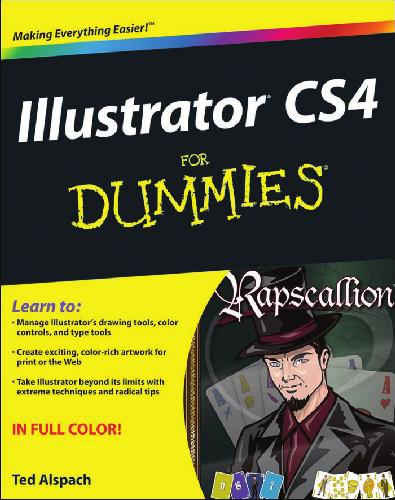 Making Everything Easier!™
Illustrator® CS4
FOR
DUMMIES®
Learn to:
• Manage Illustrator's drawing tools, color
controls, and type tools
• Create exciting, color-rich artwork for
print or the Web
• Take Illustrator beyond its limits with
extreme techniques and radical tips
IN FULL COLOR!
Ted Alspach
Rapscallion